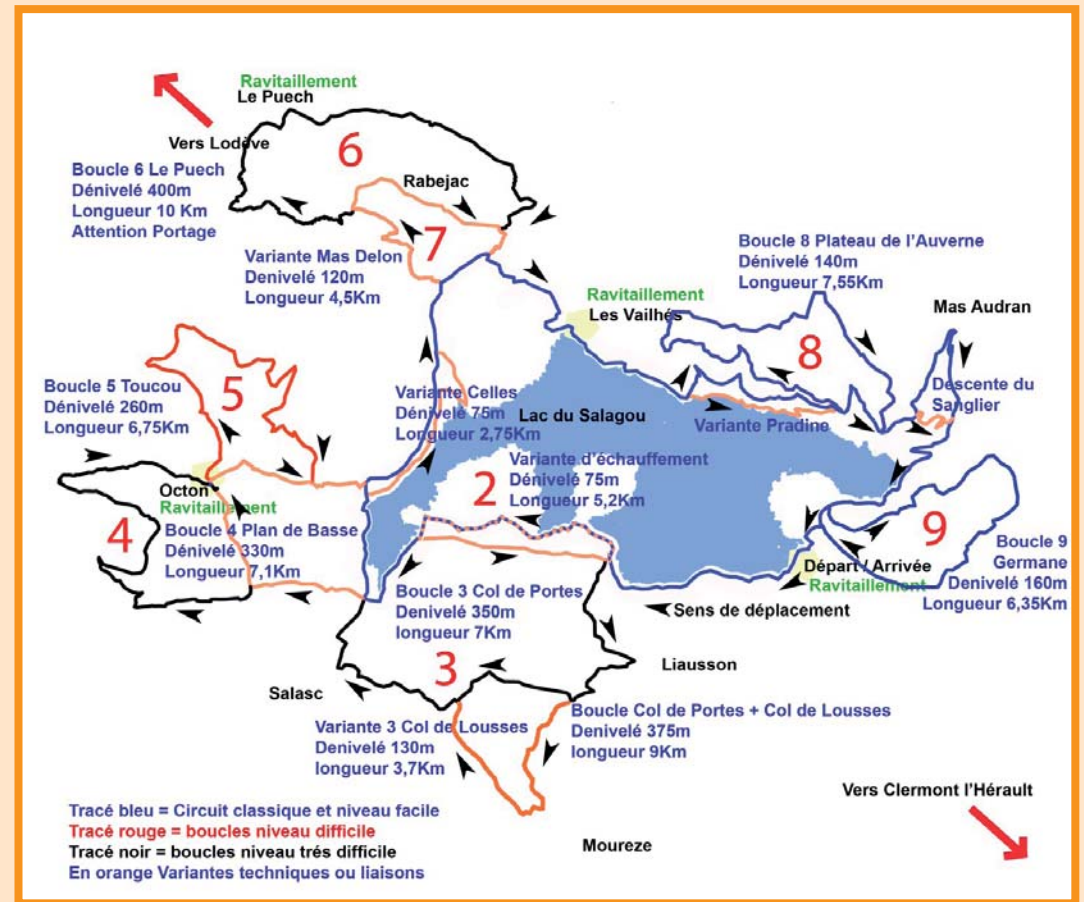 Ravitaillement
Le Puech
Vers Lodève
6
Boucle 6 Le Puech
Dénivelé 400m
Longueur 10 Km
Attention Portage
Rabejac
7
Variante Mas Delon
Denivelé 120m
Longueur 4,5Km
Boucle 8 Plateau de l'Auverne
Dénivelé 140m
Longueur 7,55Km
Ravitaillement
Les Vailhés
Mas Audran
8
Descente du
Sanglier
Variante Pradine
Boucle 5 Toucou
Dénivelé 260m
Longueur 6,75Km
5
Variante Celles
Dénivelé 75m
Longueur 2,75Km
Lac du Salagou
2
Variante d'échauffement
Dénivelé 75m
Longueur 5,2Km
Octon
Ravitaillement
4
Boucle 4 Plan de Basse
Dénivelé 330m
Longueur 7,1Km
9
Boucle 9
Germane
Denivelé 160m
Longueur 6,35Km
Départ / Arrivée
Ravitaillement
Sens de déplacement
Boucle 3 Col de Portes
Denivelé 350m
longueur 7Km
3
Liausson
Salasc
Variante 3 Col de Lousses
Denivelé 130m
longueur 3,7Km
Boucle Col de Portes + Col de Lousses
Denivelé 375m
longueur 9Km
Vers Clermont l'Hérault
Moureze
Tracé bleu = Circuit classique et niveau facile
Tracé rouge = boucles niveau difficile
Tracé noir = boucles niveau trés difficile
En orange Variantes techniques ou liaisons